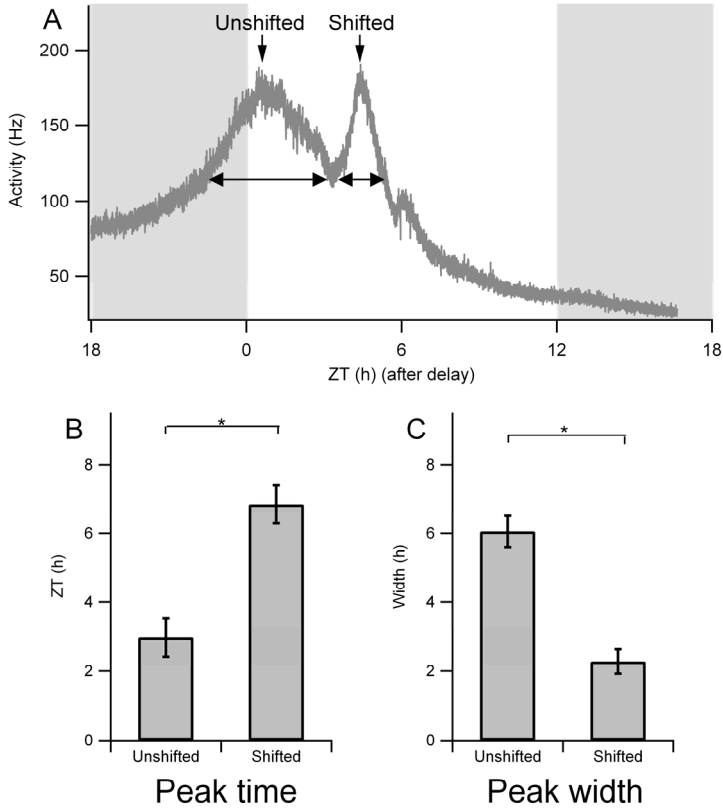 A
Unshifted Shifted
200
150
100
50
Activity (Hz)
18 0 6 12 18
ZT (h) (after delay)
B
*
8
6
4
2
0
ZT (h)
Unshifted Shifted
Peak time
C
*
8
6
4
2
0
Width (h)
Unshifted Shifted
Peak width